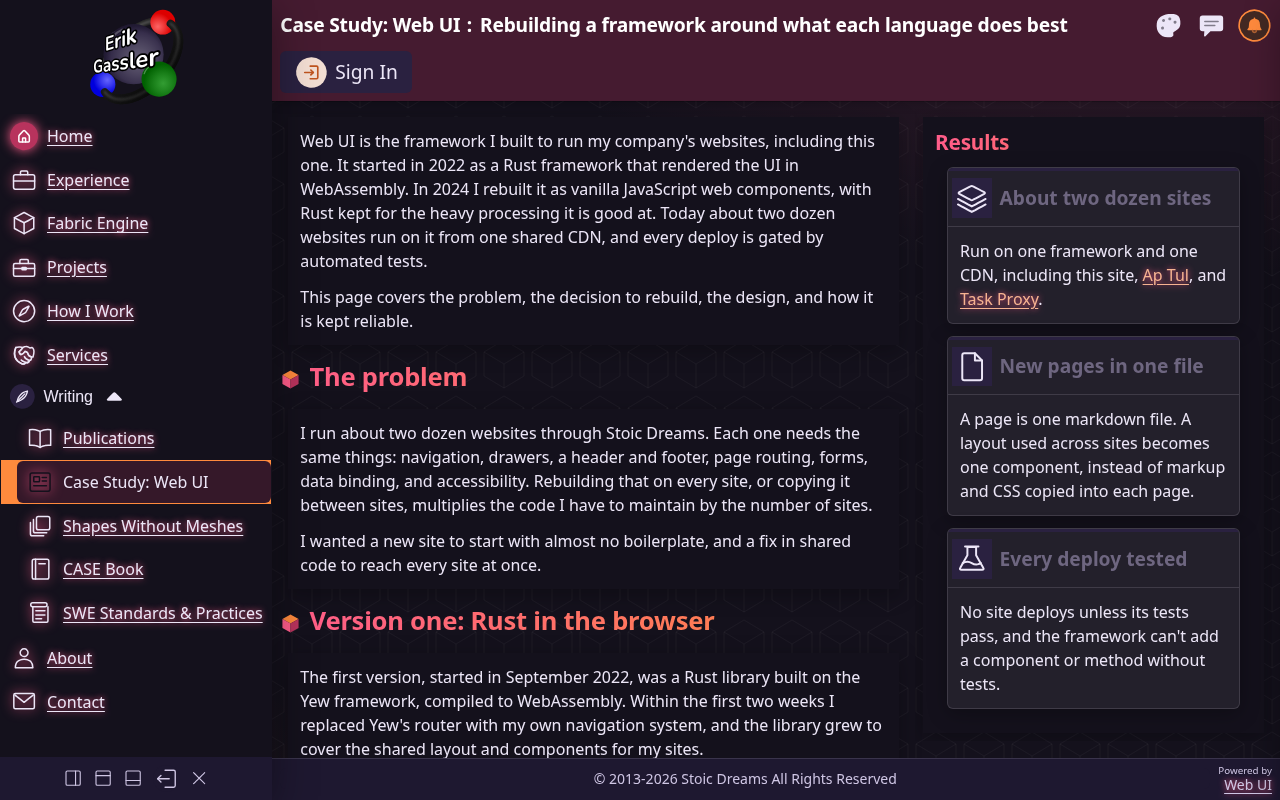 Erik
Gassler
Home
Experience
Fabric Engine
Projects
How I Work
Services
Writing
Publications
Case Study: Web UI
Shapes Without Meshes
CASE Book
SWE Standards & Practices
About
Contact
Case Study: Web UI : Rebuilding a framework around what each language does best
Sign In
Web UI is the framework I built to run my company's websites, including this
one. It started in 2022 as a Rust framework that rendered the UI in
WebAssembly. In 2024 I rebuilt it as vanilla JavaScript web components, with
Rust kept for the heavy processing it is good at. Today about two dozen
websites run on it from one shared CDN, and every deploy is gated by
automated tests.
This page covers the problem, the decision to rebuild, the design, and how it
is kept reliable.
The problem
I run about two dozen websites through Stoic Dreams. Each one needs the
same things: navigation, drawers, a header and footer, page routing, forms,
data binding, and accessibility. Rebuilding that on every site, or copying it
between sites, multiplies the code I have to maintain by the number of sites.
I wanted a new site to start with almost no boilerplate, and a fix in shared
code to reach every site at once.
Version one: Rust in the browser
The first version, started in September 2022, was a Rust library built on the
Yew framework, compiled to WebAssembly. Within the first two weeks I
replaced Yew's router with my own navigation system, and the library grew to
cover the shared layout and components for my sites.
Results
About two dozen sites
Run on one framework and one
CDN, including this site, Ap Tul, and
Task Proxy.
New pages in one file
A page is one markdown file. A
layout used across sites becomes
one component, instead of markup
and CSS copied into each page.
Every deploy tested
No site deploys unless its tests
pass, and the framework can't add
a component or method without
tests.
© 2013-2026 Stoic Dreams All Rights Reserved
Powered by
Web UI